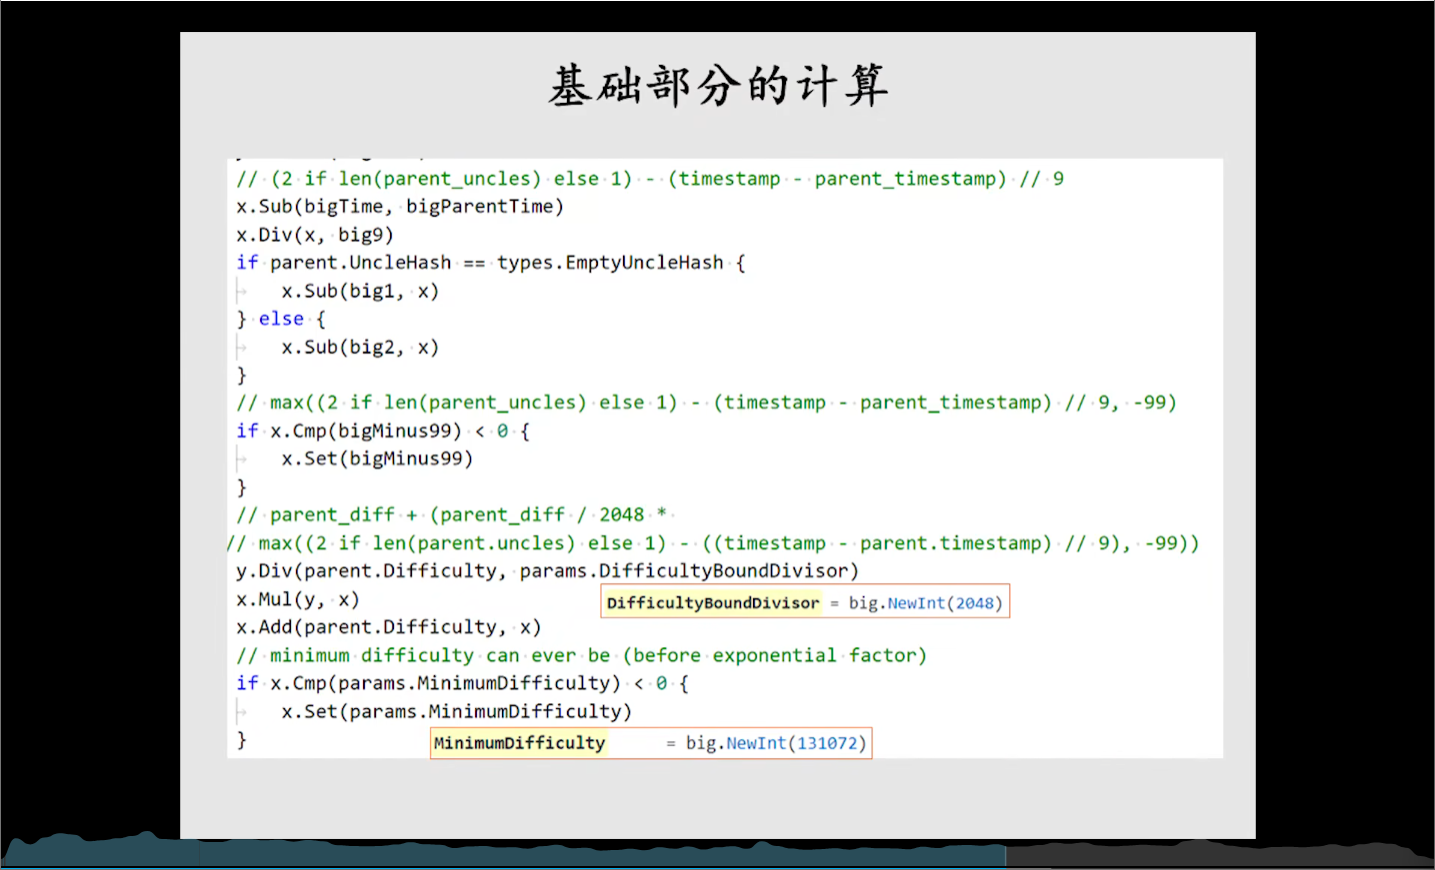 基础部分的计算
// (2 if len(parent_uncles) else 1) - (timestamp - parent_timestamp) // 9
x.Sub(bigTime, bigParentTime)
x.Div(x, big9)
if parent.UncleHash == types.EmptyUncleHash {
x.Sub(big1, x)
} else {
x.Sub(big2, x)
}
// max((2 if len(parent_uncles) else 1) - (timestamp - parent_timestamp) // 9, -99)
if x.Cmp(bigMinus99) < 0 {
x.Set(bigMinus99)
}
// parent_diff + (parent_diff / 2048 *
// max((2 if len(parent.uncles) else 1) - ((timestamp - parent.timestamp) // 9), -99))
y.Div(parent.Difficulty, params.DifficultyBoundDivisor)
x.Mul(y, x)
DifficultyBoundDivisor = big.NewInt(2048)
x.Add(parent.Difficulty, x)
// minimum difficulty can ever be (before exponential factor)
if x.Cmp(params.MinimumDifficulty) < 0 {
x.Set(params.MinimumDifficulty)
}
MinimumDifficulty = big.NewInt(131072)